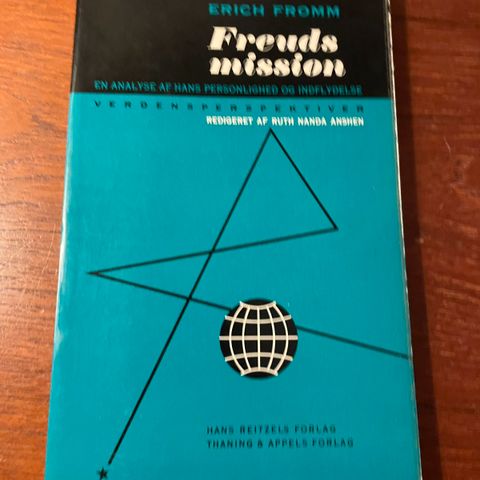 ERICH FROMM
Freuds
mission
EN ANALYSE AF HANS PERSONLIGHED OG INDFLYDELSE
VERDENSPERSPEKTIVER
REDIGERET AF RUTH NANDA ANSHEN
HANS REITZELS FORLAG
THANING & APPELS FORLAG